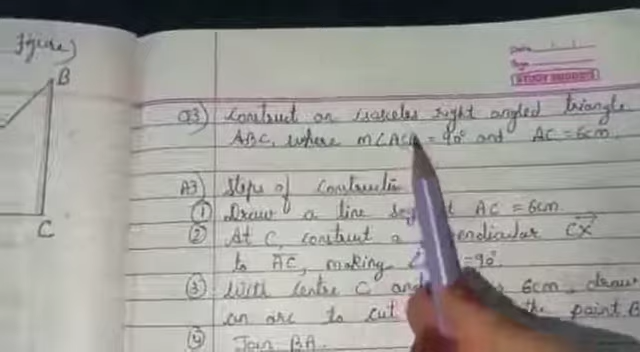 figure)
B
C
Q3) Construct an isosceles right angled triangle
ABC, where m∠ACB = 90° and AC = 6cm
A3) Steps of Construction
① Draw a line segment AC = 6cm
② At C, construct a CX
to AC, making = 90°
③ With centre C and 6cm, draw
an arc to cut the point B
④ Join BA.